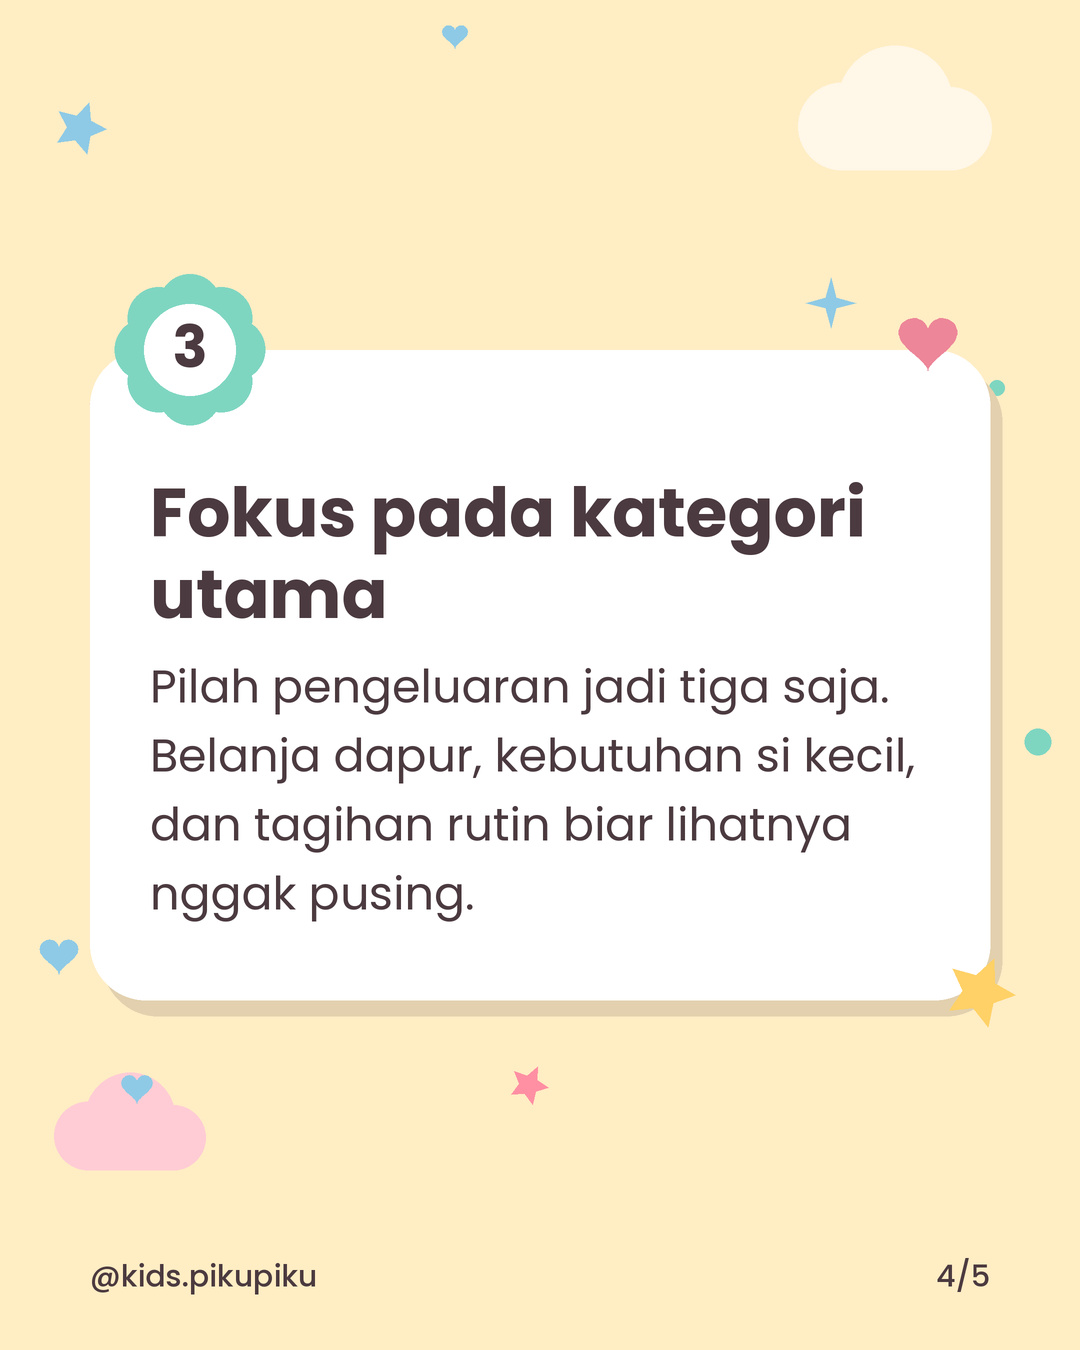 3
Fokus pada kategori
utama
Pilah pengeluaran jadi tiga saja.
Belanja dapur, kebutuhan si kecil,
dan tagihan rutin biar lihatnya
nggak pusing.
@kids.pikupiku
4/5